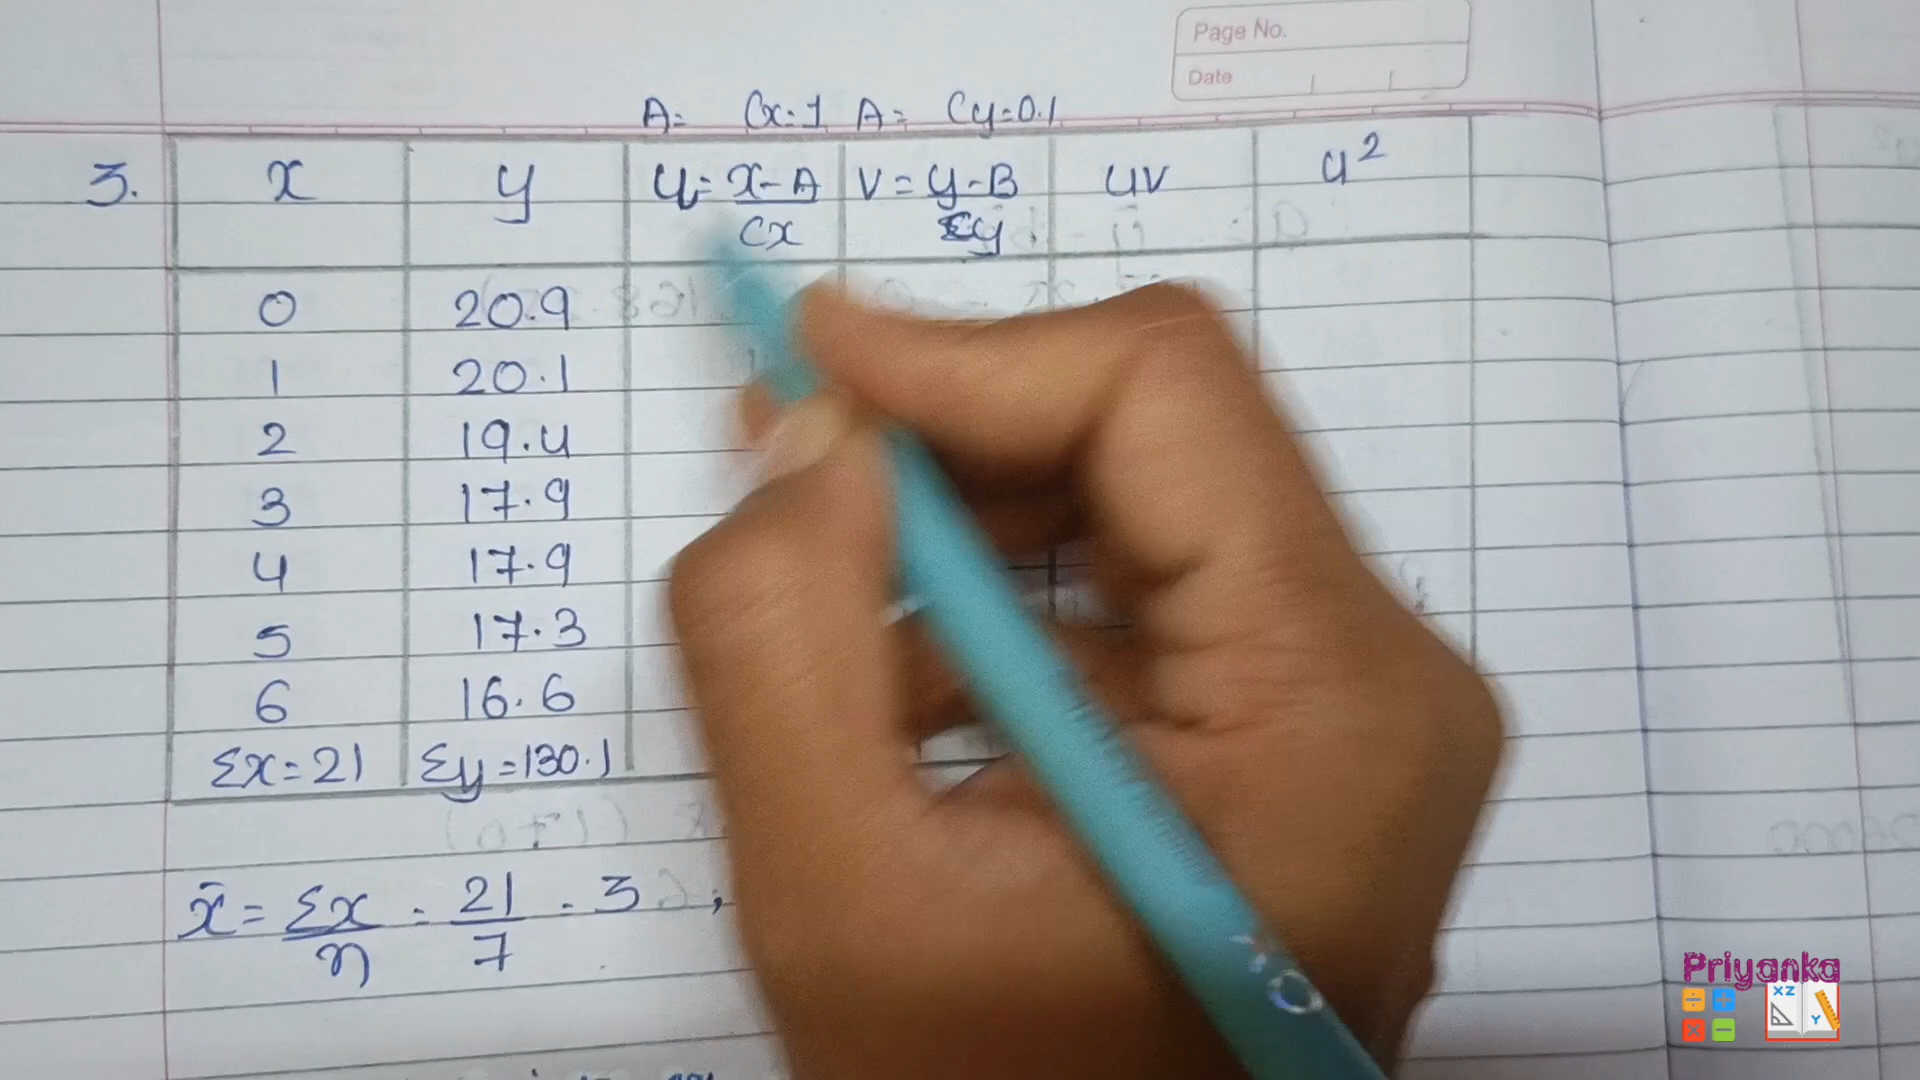 Page No.
Date
A= Cx=1 A= Cy=0.1
3. x y u=x-A/Cx v=y-B/Cy uv u²
0 20.9
1 20.1
2 19.4
3 17.9
4 17.9
5 17.3
6 16.6
Σx=21 Σy=130.1
x̄ = Σx/n = 21/7 = 3 ;
Priyanka
XZ
Y